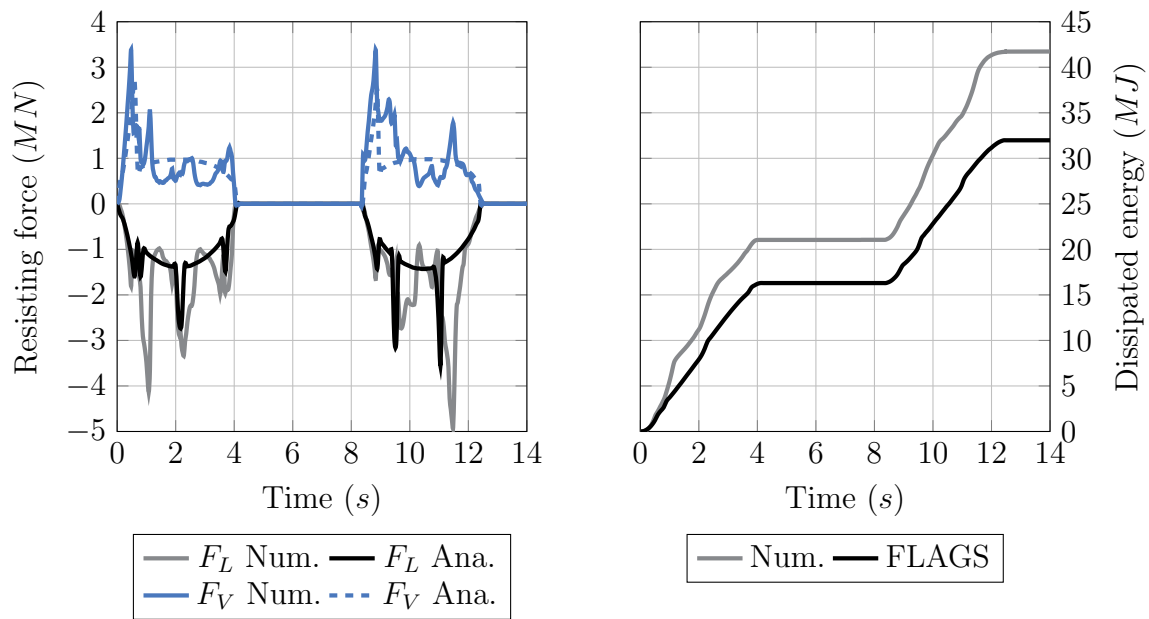 4
3
2
1
0
−1
−2
−3
−4
−5
Resisting force (MN)
0 2 4 6 8 10 12 14
Time (s)
F_L Num. F_L Ana.
F_V Num. F_V Ana.
45
40
35
30
25
20
15
10
5
0
Dissipated energy (MJ)
0 2 4 6 8 10 12 14
Time (s)
Num. FLAGS